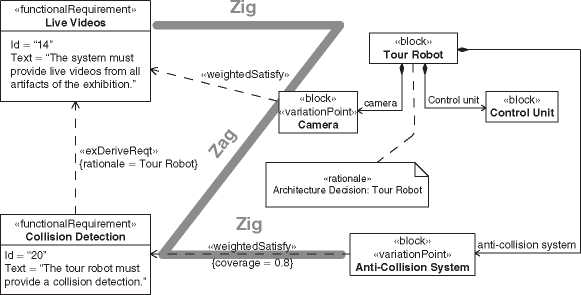 «functionalRequirement»
Live Videos
Id = “14”
Text = “The system must
provide live videos from all
artifacts of the exhibition.”
Zig
«weightedSatisfy»
«block»
Tour Robot
camera
Control unit
«block»
«variationPoint»
Camera
«block»
Control Unit
Zag
«exDeriveReqt»
{rationale = Tour Robot}
«rationale»
Architecture Decision: Tour Robot
«functionalRequirement»
Collision Detection
Id = “20”
Text = “The tour robot must
provide a collision detection.”
Zig
«weightedSatisfy»
{coverage = 0.8}
«block»
«variationPoint»
Anti-Collision System
anti-collision system